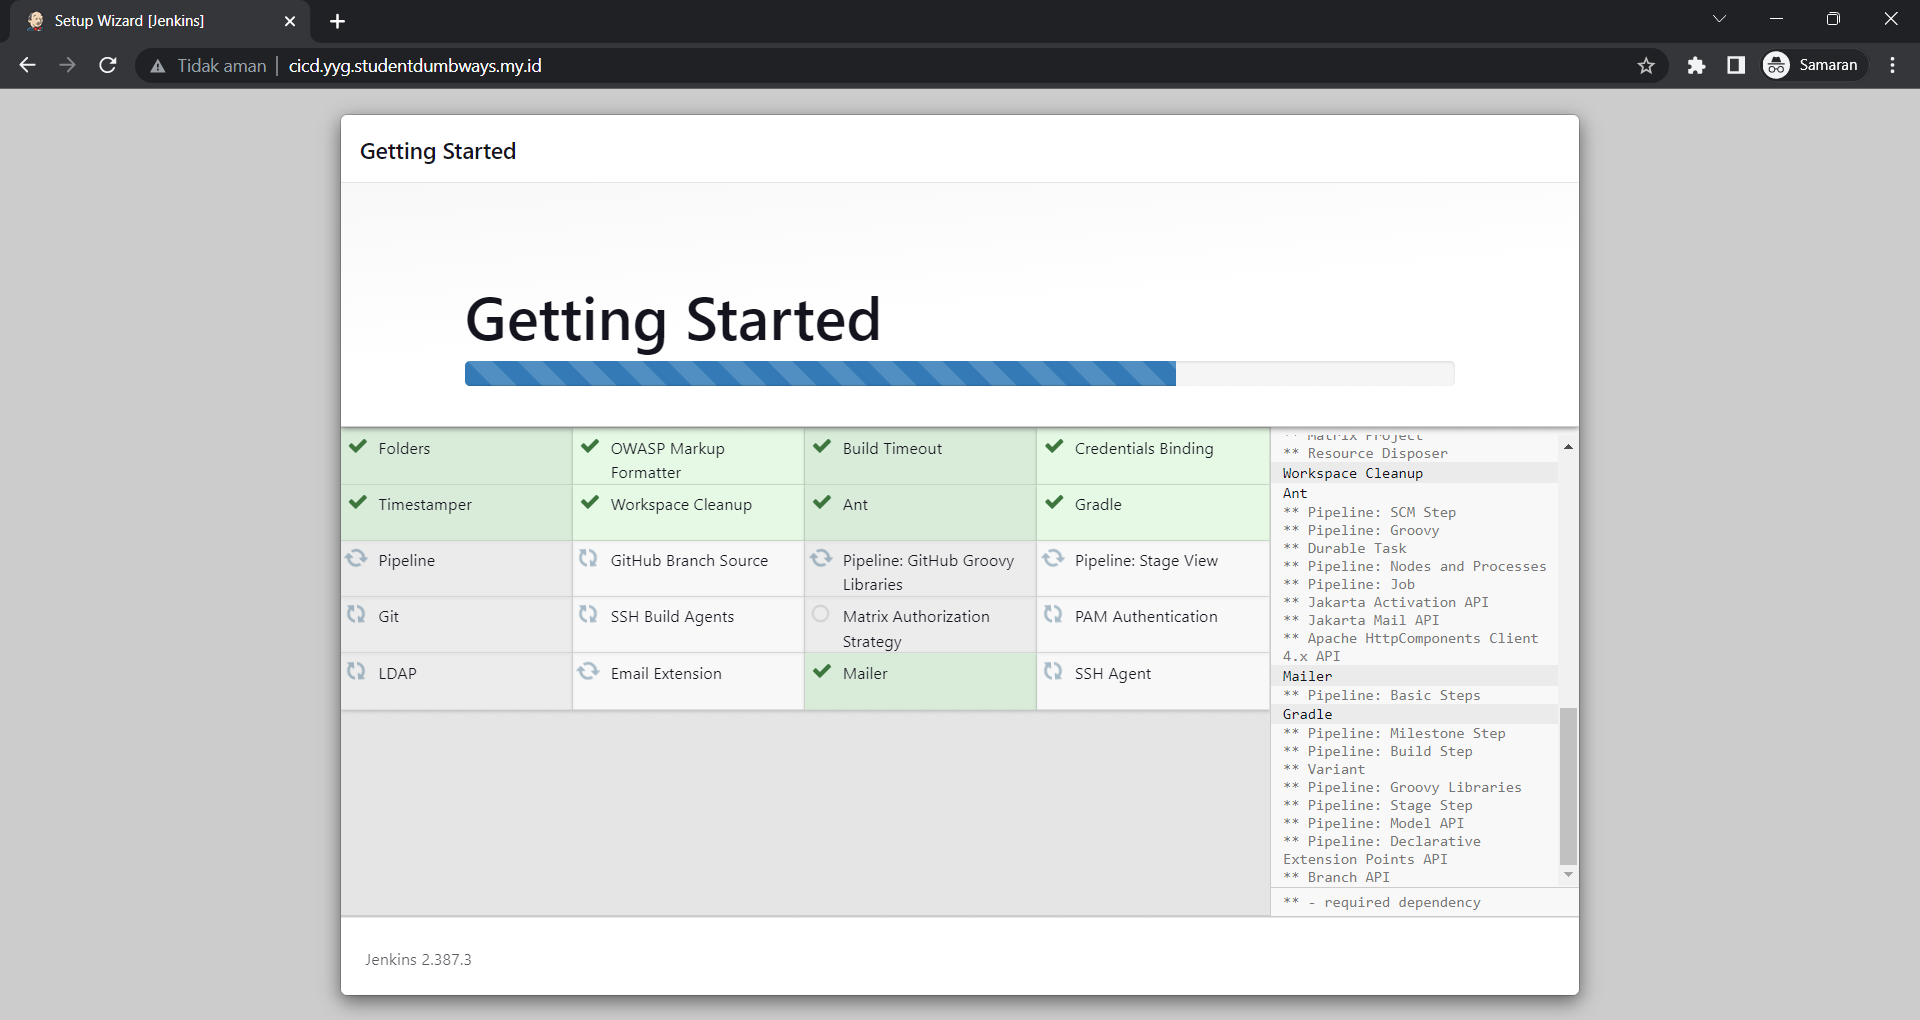 Setup Wizard [Jenkins]
Tidak aman
cicd.yyg.studentdumbways.my.id
Samaran
Getting Started
Getting Started
Folders
OWASP Markup
Formatter
Build Timeout
Credentials Binding
Timestamper
Workspace Cleanup
Ant
Gradle
Pipeline
GitHub Branch Source
Pipeline: GitHub Groovy
Libraries
Pipeline: Stage View
Git
SSH Build Agents
Matrix Authorization
Strategy
PAM Authentication
LDAP
Email Extension
Mailer
SSH Agent
** Matrix Project
** Resource Disposer
Workspace Cleanup
Ant
** Pipeline: SCM Step
** Pipeline: Groovy
** Durable Task
** Pipeline: Nodes and Processes
** Pipeline: Job
** Jakarta Activation API
** Jakarta Mail API
** Apache HttpComponents Client
4.x API
Mailer
** Pipeline: Basic Steps
Gradle
** Pipeline: Milestone Step
** Pipeline: Build Step
** Variant
** Pipeline: Groovy Libraries
** Pipeline: Stage Step
** Pipeline: Model API
** Pipeline: Declarative
Extension Points API
** Branch API
** - required dependency
Jenkins 2.387.3